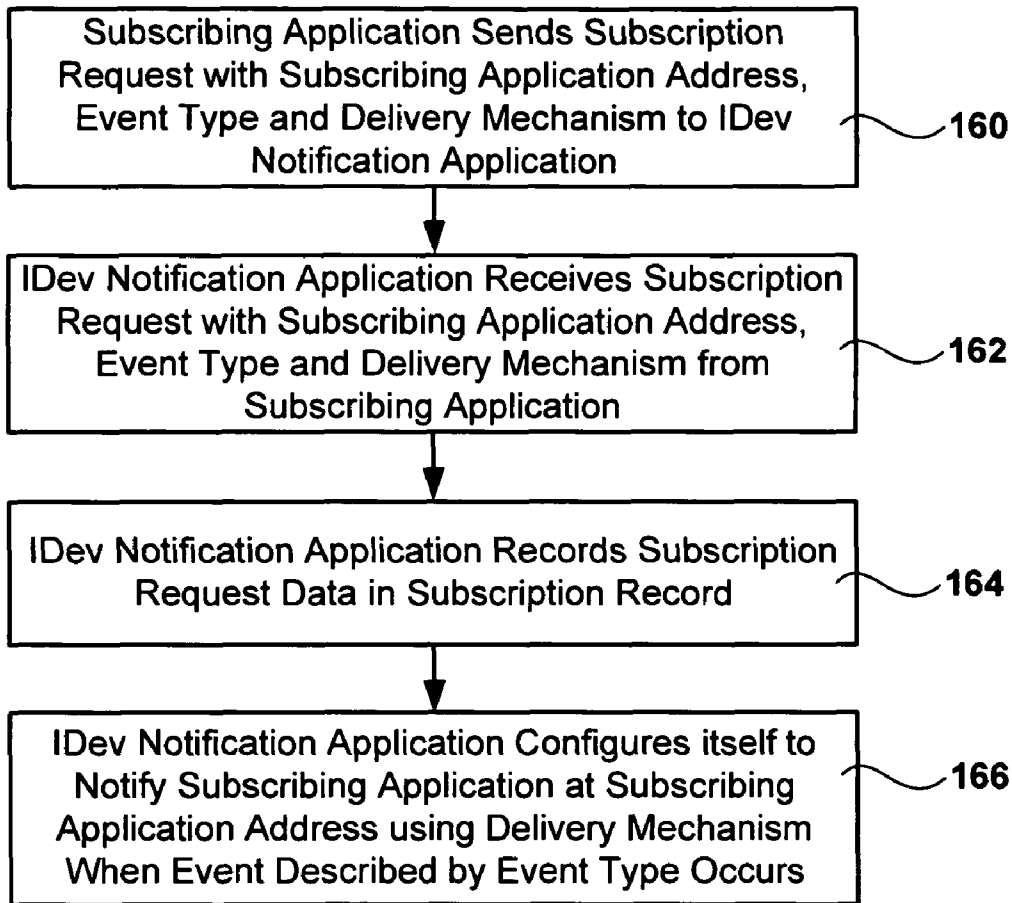 Subscribing Application Sends Subscription
Request with Subscribing Application Address,
Event Type and Delivery Mechanism to IDev
Notification Application
160
IDev Notification Application Receives Subscription
Request with Subscribing Application Address,
Event Type and Delivery Mechanism from
Subscribing Application
162
IDev Notification Application Records Subscription
Request Data in Subscription Record
164
IDev Notification Application Configures itself to
Notify Subscribing Application at Subscribing
Application Address using Delivery Mechanism
When Event Described by Event Type Occurs
166